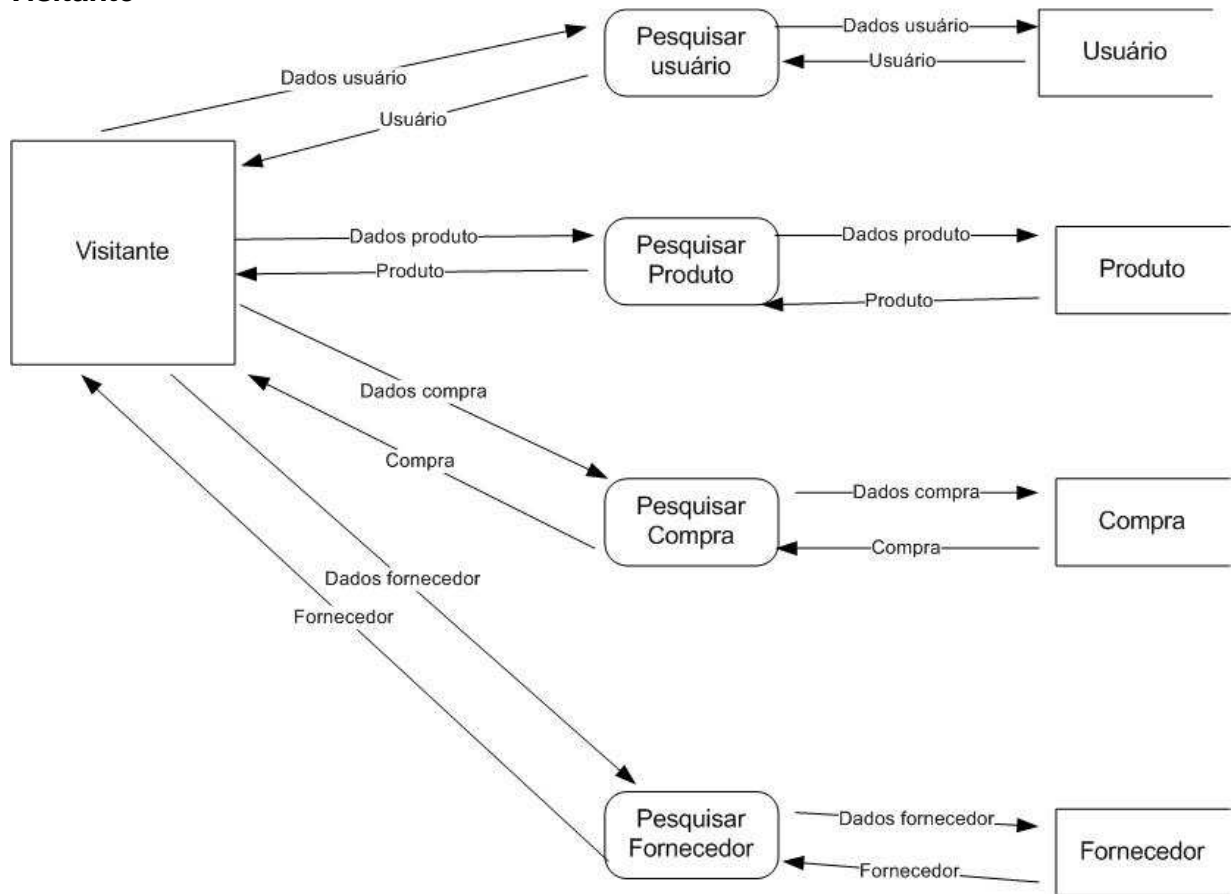 Visitante
Pesquisar
usuário
Dados usuário
Usuário
Usuário
Dados usuário
Usuário
Visitante
Dados produto
Produto
Pesquisar
Produto
Dados produto
Produto
Produto
Dados compra
Compra
Pesquisar
Compra
Dados compra
Compra
Compra
Dados fornecedor
Fornecedor
Pesquisar
Fornecedor
Dados fornecedor
Fornecedor
Fornecedor